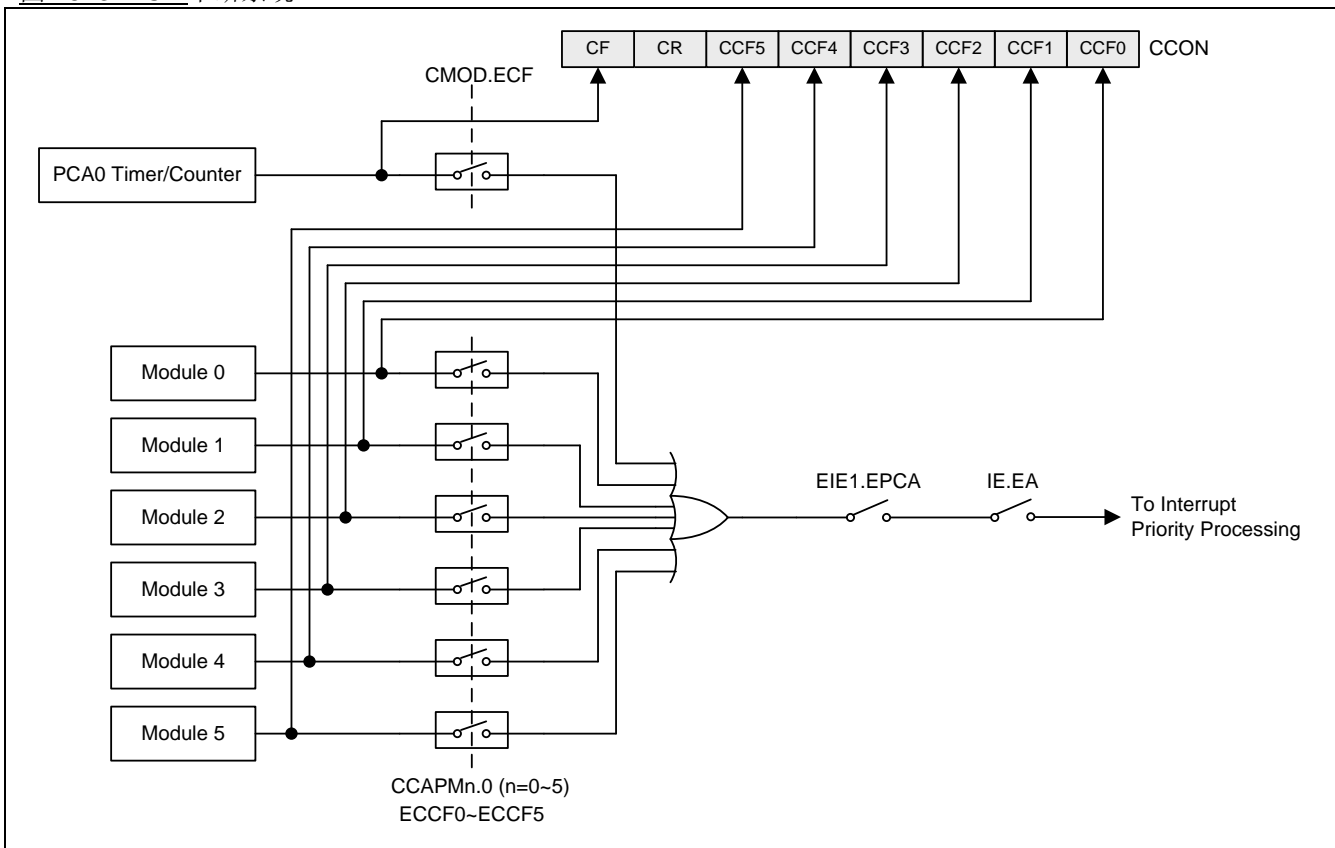 CF CR CCF5 CCF4 CCF3 CCF2 CCF1 CCF0 CCON
CMOD.ECF
PCA0 Timer/Counter
Module 0
Module 1
Module 2
Module 3
Module 4
Module 5
EIE1.EPCA
IE.EA
To Interrupt
Priority Processing
CCAPMn.0 (n=0~5)
ECCF0~ECCF5